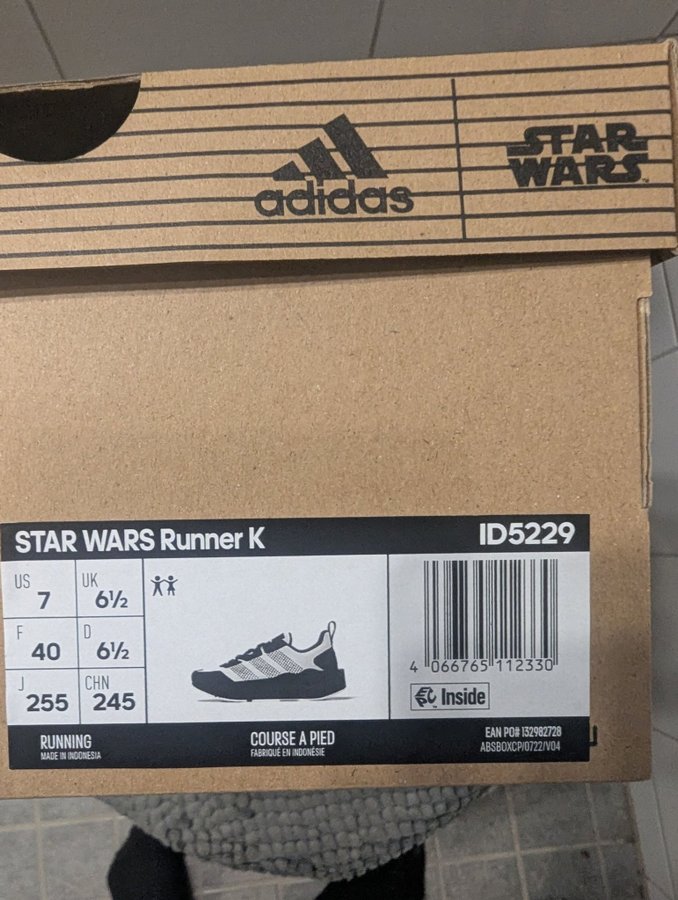 adidas
STAR
WARS
STAR WARS Runner K
ID5229
US
7
UK
6½
F
40
D
6½
J
255
CHN
245
4 066765 112330
Inside
RUNNING
MADE IN INDONESIA
COURSE A PIED
FABRIQUÉ EN INDONÉSIE
EAN PO# 132982728
ABSBOXCP/0722/V04